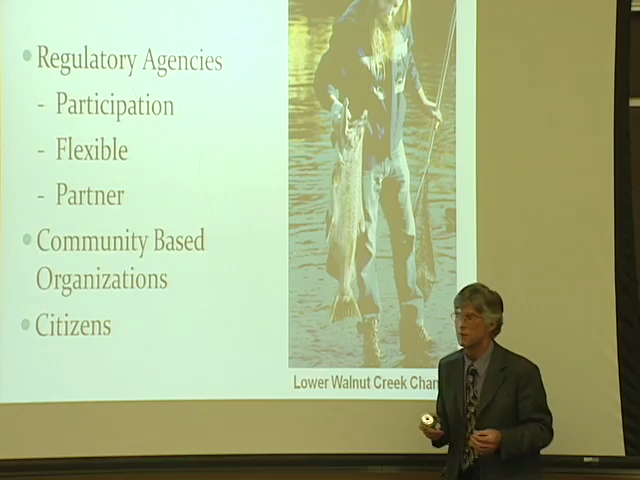 Regulatory Agencies
- Participation
- Flexible
- Partner
Community Based
Organizations
Citizens
Lower Walnut Creek Chan